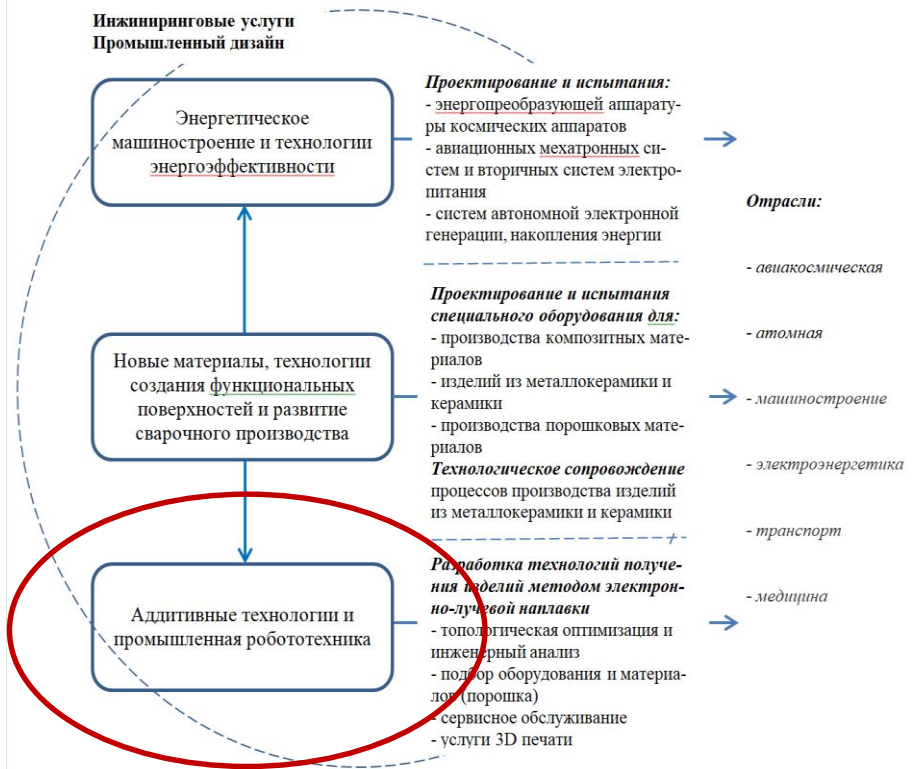 Инжиниринговые услуги
Промышленный дизайн
Энергетическое
машиностроение и технологии
энергоэффективности
Проектирование и испытания:
- энергопреобразующей аппарату-
ры космических аппаратов
- авиационных мехатронных си-
стем и вторичных систем электро-
питания
- систем автономной электронной
генерации, накопления энергии
Новые материалы, технологии
создания функциональных
поверхностей и развитие
сварочного производства
Проектирование и испытания
специального оборудования для:
- производства композитных мате-
риалов
- изделий из металлокерамики и
керамики
- производства порошковых мате-
риалов
Технологическое сопровождение
процессов производства изделий
из металлокерамики и керамики
Аддитивные технологии и
промышленная робототехника
Разработка технологий получе-
ния изделий методом электрон-
но-лучевой наплавки
- топологическая оптимизация и
инженерный анализ
- подбор оборудования и материа-
лов (порошка)
- сервисное обслуживание
- услуги 3D печати
Отрасли:
- авиакосмическая
- атомная
- машиностроение
- электроэнергетика
- транспорт
- медицина